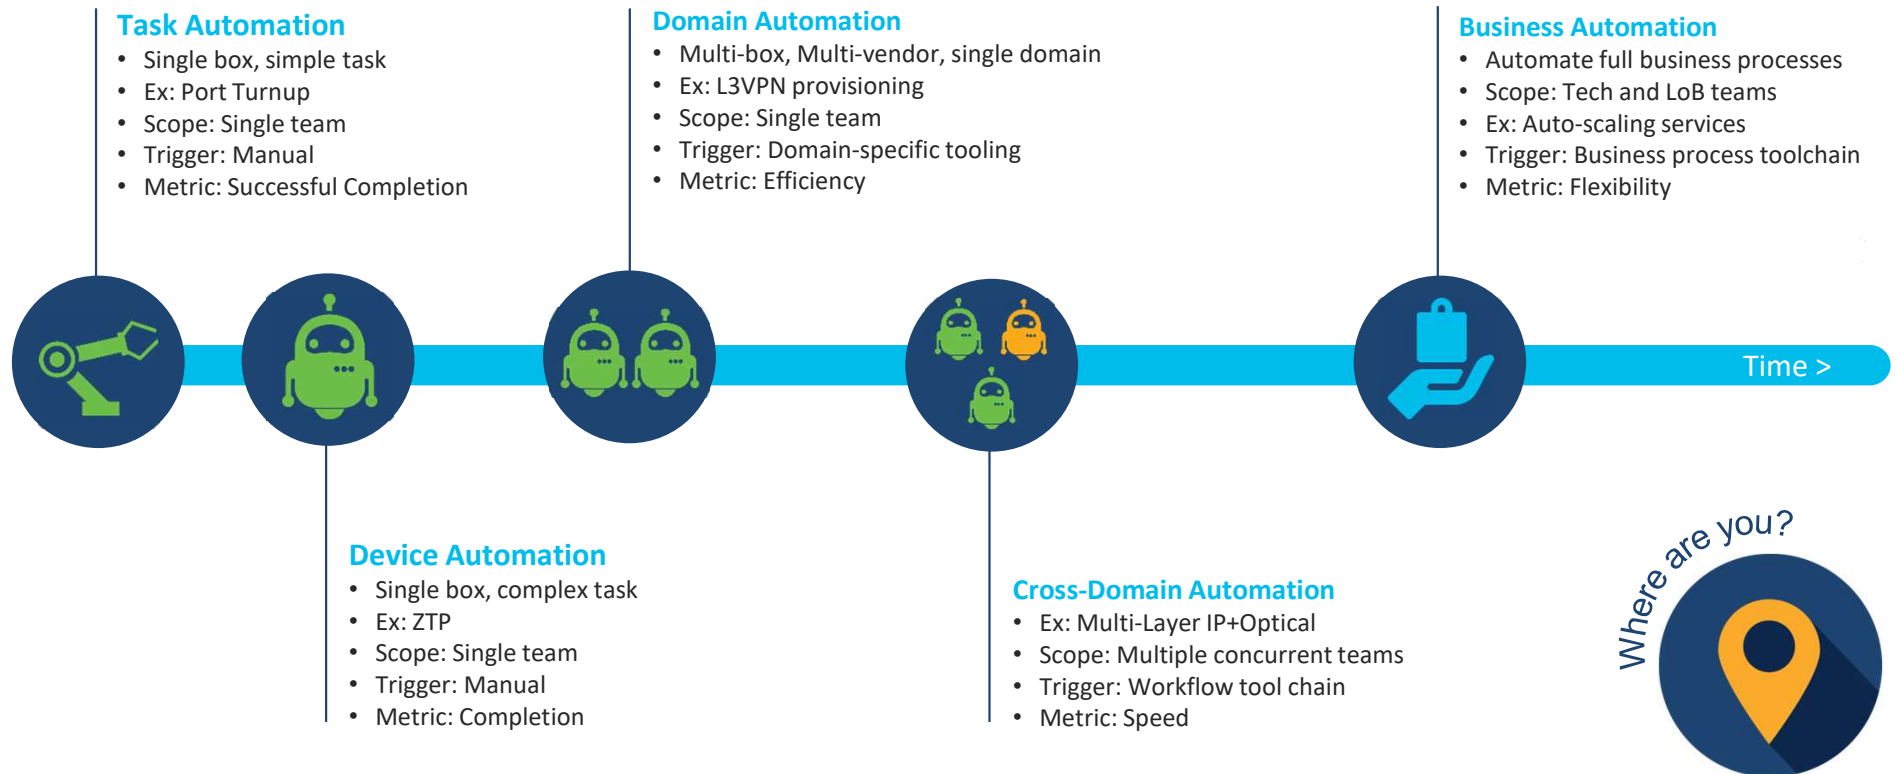 Task Automation
• Single box, simple task
• Ex: Port Turnup
• Scope: Single team
• Trigger: Manual
• Metric: Successful Completion
Domain Automation
• Multi-box, Multi-vendor, single domain
• Ex: L3VPN provisioning
• Scope: Single team
• Trigger: Domain-specific tooling
• Metric: Efficiency
Business Automation
• Automate full business processes
• Scope: Tech and LoB teams
• Ex: Auto-scaling services
• Trigger: Business process toolchain
• Metric: Flexibility
Time >
Device Automation
• Single box, complex task
• Ex: ZTP
• Scope: Single team
• Trigger: Manual
• Metric: Completion
Cross-Domain Automation
• Ex: Multi-Layer IP+Optical
• Scope: Multiple concurrent teams
• Trigger: Workflow tool chain
• Metric: Speed
Where are you?